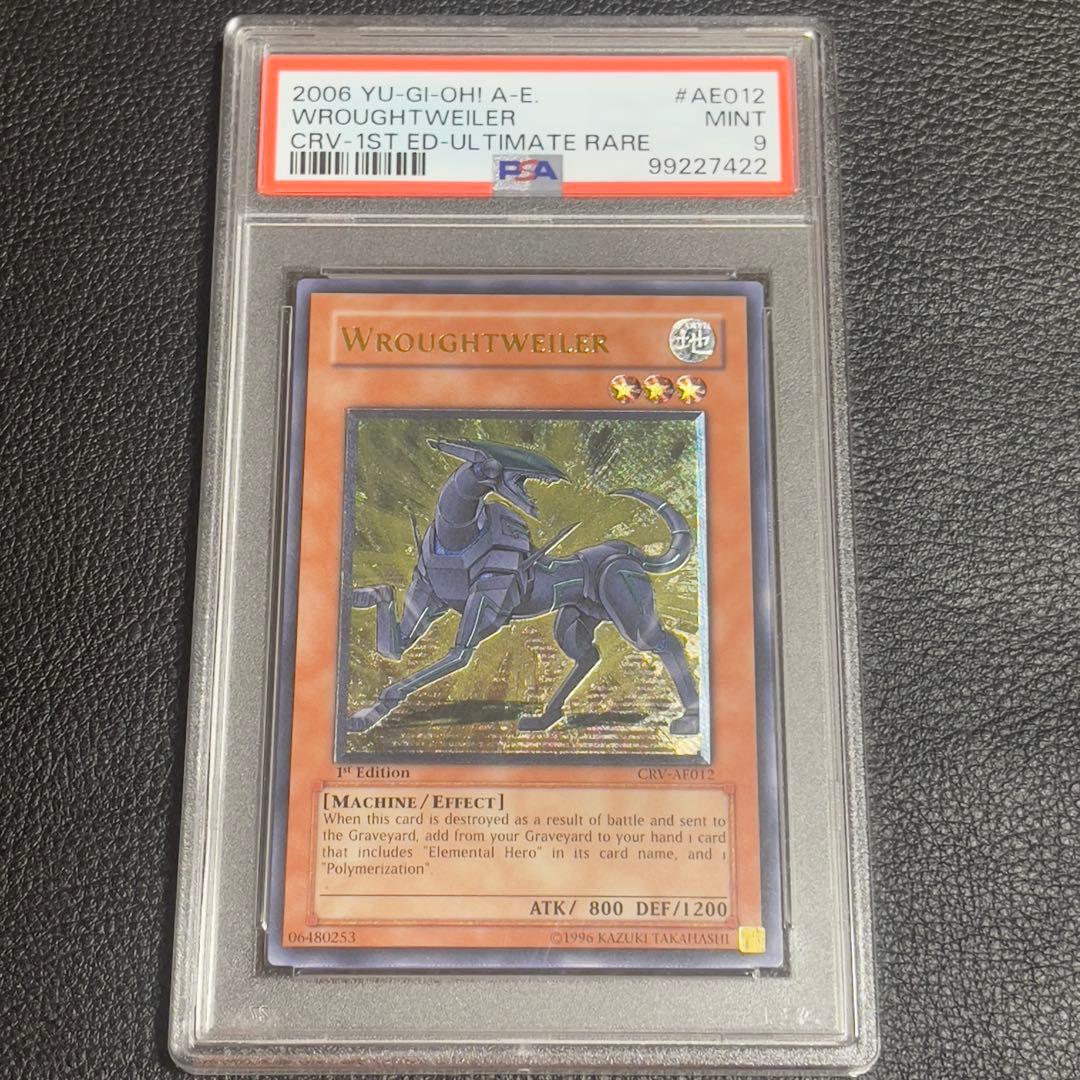 2006 YU-GI-OH! A-E. #AE012
WROUGHTWEILER MINT
CRV-1ST ED-ULTIMATE RARE 9
PSA 99227422
WROUGHTWEILER
地
1st Edition CRV-AE012
[MACHINE/EFFECT]
When this card is destroyed as a result of battle and sent to
the Graveyard, add from your Graveyard to your hand 1 card
that includes "Elemental Hero" in its card name, and 1
"Polymerization".
ATK/ 800 DEF/1200
06480253 ©1996 KAZUKI TAKAHASHI